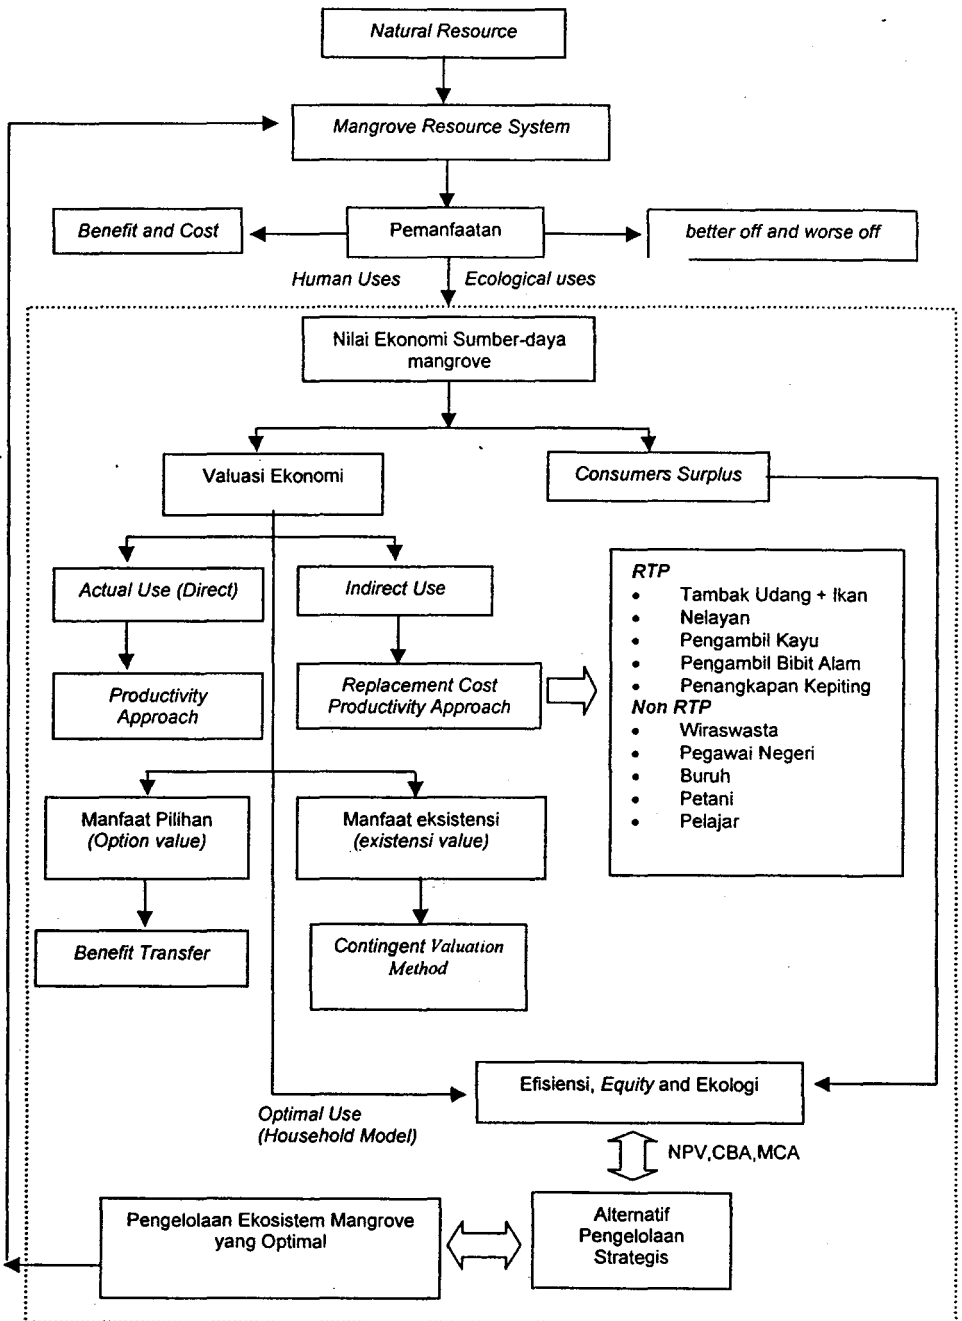 Natural Resource
Mangrove Resource System
Benefit and Cost
Pemanfaatan
better off and worse off
Human Uses
Ecological uses
Nilai Ekonomi Sumber-daya
mangrove
Valuasi Ekonomi
Consumers Surplus
Actual Use (Direct)
Indirect Use
Productivity
Approach
Replacement Cost
Productivity Approach
RTP
• Tambak Udang + Ikan
• Nelayan
• Pengambil Kayu
• Pengambil Bibit Alam
• Penangkapan Kepiting
Non RTP
• Wiraswasta
• Pegawai Negeri
• Buruh
• Petani
• Pelajar
Manfaat Pilihan
(Option value)
Manfaat eksistensi
(existensi value)
Benefit Transfer
Contingent Valuation
Method
Efisiensi, Equity and Ekologi
Optimal Use
(Household Model)
NPV,CBA,MCA
Pengelolaan Ekosistem Mangrove
yang Optimal
Alternatif
Pengelolaan
Strategis